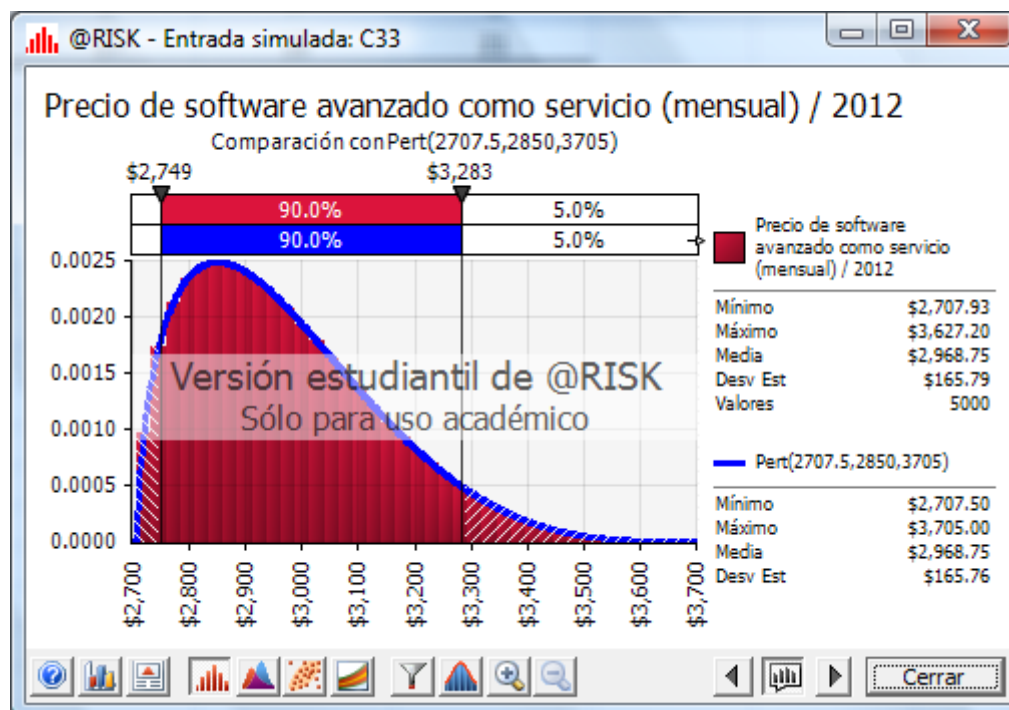 @RISK - Entrada simulada: C33
Precio de software avanzado como servicio (mensual) / 2012
Comparación con Pert(2707.5,2850,3705)
$2,749 $3,283
90.0% 5.0%
90.0% 5.0%
0.0025
0.0020
0.0015
0.0010
0.0005
0.0000
Versión estudiantil de @RISK
Sólo para uso académico
$2,700
$2,800
$2,900
$3,000
$3,100
$3,200
$3,300
$3,400
$3,500
$3,600
$3,700
Precio de software
avanzado como servicio
(mensual) / 2012
Mínimo $2,707.93
Máximo $3,627.20
Media $2,968.75
Desv Est $165.79
Valores 5000
Pert(2707.5,2850,3705)
Mínimo $2,707.50
Máximo $3,705.00
Media $2,968.75
Desv Est $165.76
Cerrar